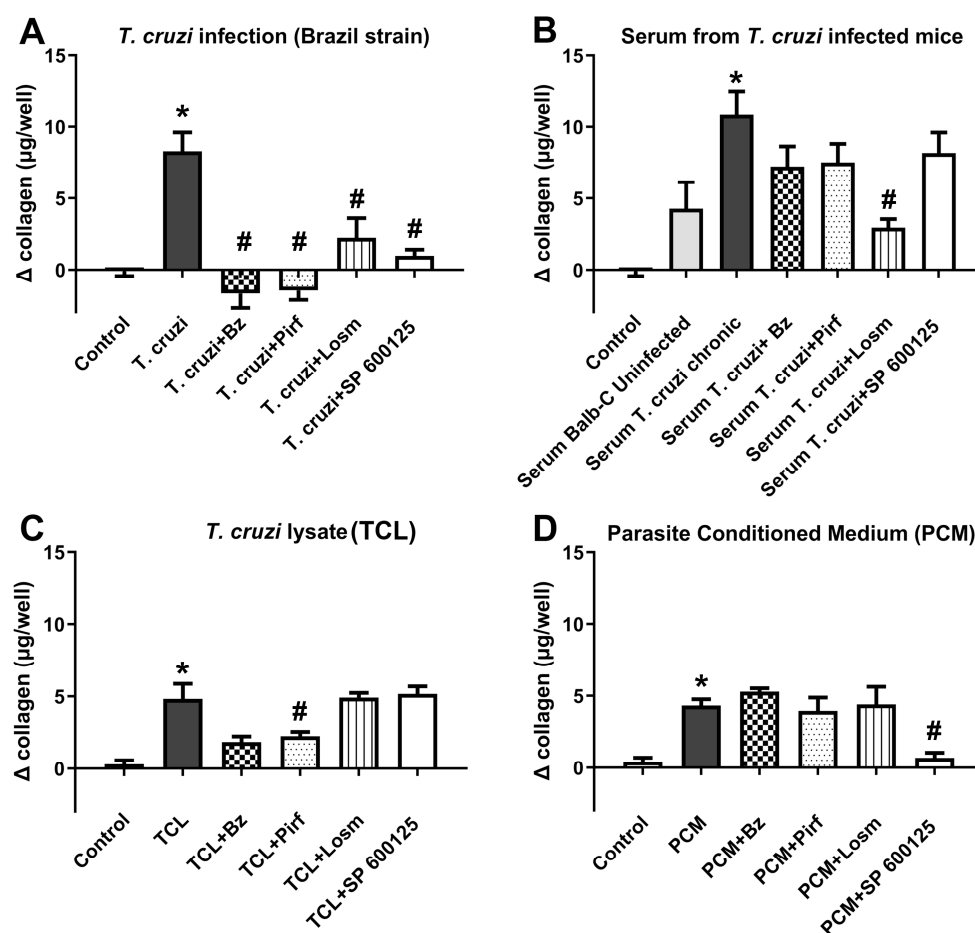 A
T. cruzi infection (Brazil strain)
Δ collagen (µg/well)
15
10
5
0
*
#
#
#
#
Control
T. cruzi
T. cruzi+Bz
T. cruzi+Pirf
T. cruzi+Losm
T. cruzi+SP 600125
B
Serum from T. cruzi infected mice
Δ collagen (µg/well)
15
10
5
0
*
#
Control
Serum Balb-C Uninfected
Serum T. cruzi chronic
Serum T. cruzi+ Bz
Serum T. cruzi+Pirf
Serum T. cruzi+Losm
Serum T. cruzi+SP 600125
C
T. cruzi lysate (TCL)
Δ collagen (µg/well)
15
10
5
0
*
#
Control
TCL
TCL+Bz
TCL+Pirf
TCL+Losm
TCL+SP 600125
D
Parasite Conditioned Medium (PCM)
Δ collagen (µg/well)
15
10
5
0
*
#
Control
PCM
PCM+Bz
PCM+Pirf
PCM+Losm
PCM+SP 600125